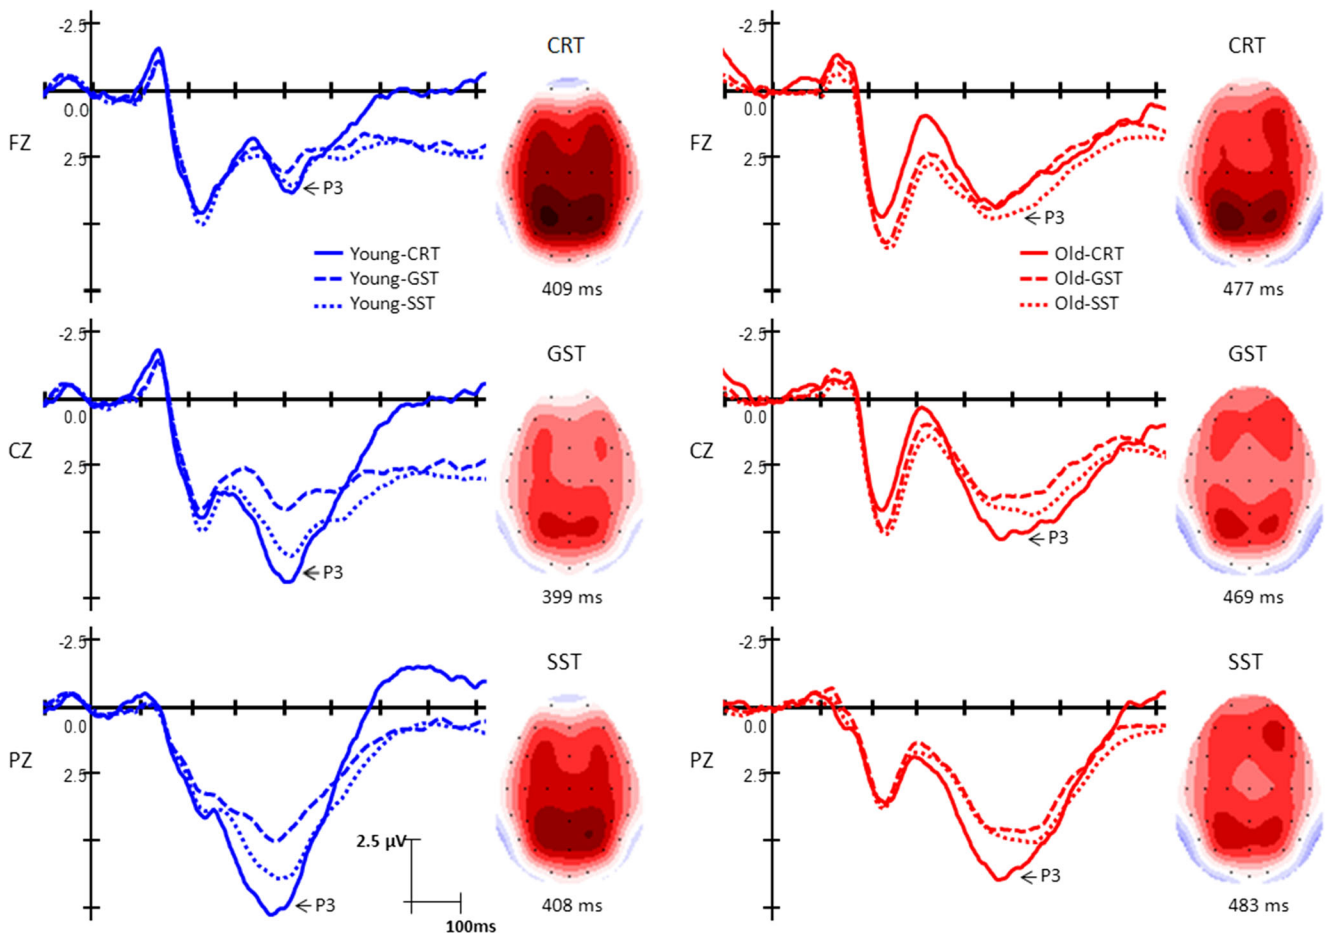 -2.5
FZ
0.0
2.5
← P3
Young-CRT
Young-GST
Young-SST
CRT
409 ms
-2.5
FZ
0.0
2.5
← P3
Old-CRT
Old-GST
Old-SST
CRT
477 ms
-2.5
CZ
0.0
2.5
← P3
GST
399 ms
-2.5
CZ
0.0
2.5
← P3
GST
469 ms
-2.5
PZ
0.0
2.5
← P3
2.5 μV
100ms
SST
408 ms
-2.5
PZ
0.0
2.5
← P3
SST
483 ms